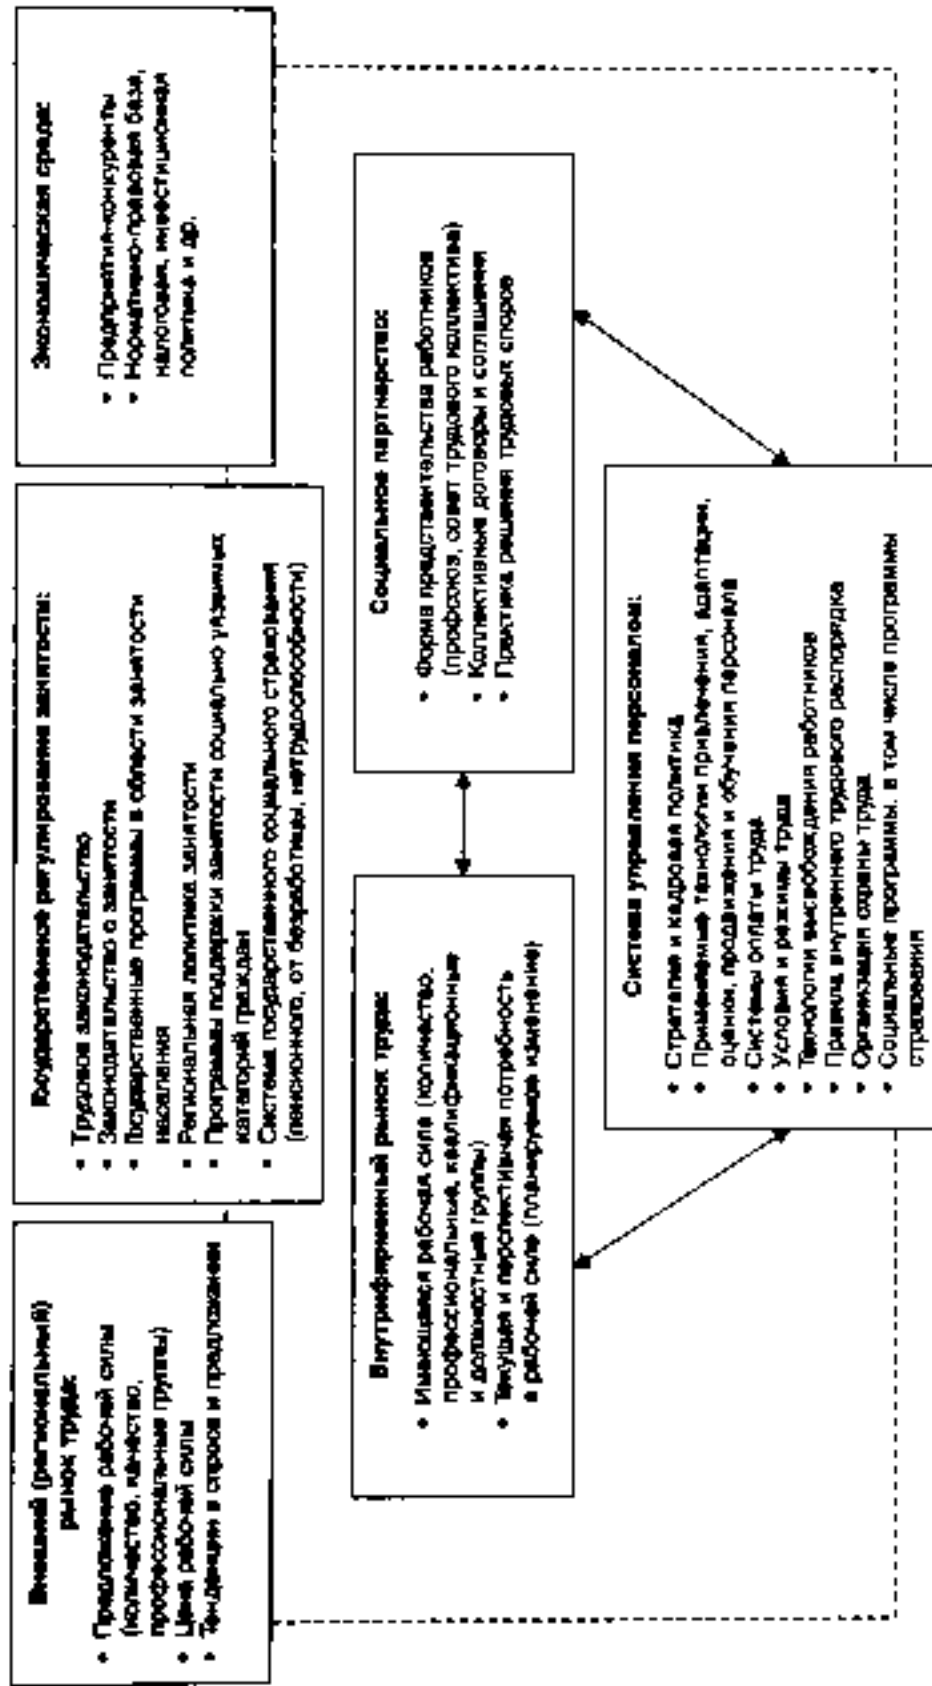 Внешний (региональный)
рынок труда:
• Предложение рабочей силы
(количество, качество,
профессиональные группы)
• Цена рабочей силы
• Тенденции в спросе и предложении
Государственное регулирование занятости:
• Трудовое законодательство
• Законодательство о занятости
• Государственные программы в области занятости
населения
• Региональная политика занятости
• Программы поддержки занятости социально уязвимых
категорий граждан
• Система государственного социального страхования
(пенсионного, от безработицы, нетрудоспособности)
Экономическая среда:
• Предприятия-конкуренты
• Нормативно-правовая база,
налоговая, инвестиционная
политика и др.
Внутрифирменный рынок труда:
• Имеющаяся рабочая сила (количество,
профессиональные, квалификационные
и должностные группы)
• Текущая и перспективная потребность
в рабочей силе (планируемое изменение)
Социальное партнерство:
• Форма представительства работников
(профсоюз, совет трудового коллектива)
• Коллективные договоры и соглашения
• Практика решения трудовых споров
Система управления персоналом:
• Стратегия и кадровая политика
• Применяемые технологии привлечения, адаптации,
оценки, продвижения и обучения персонала
• Системы оплаты труда
• Условия и режимы труда
• Технологии высвобождения работников
• Правила внутреннего трудового распорядка
• Организация охраны труда
• Социальные программы, в том числе программы
страхования